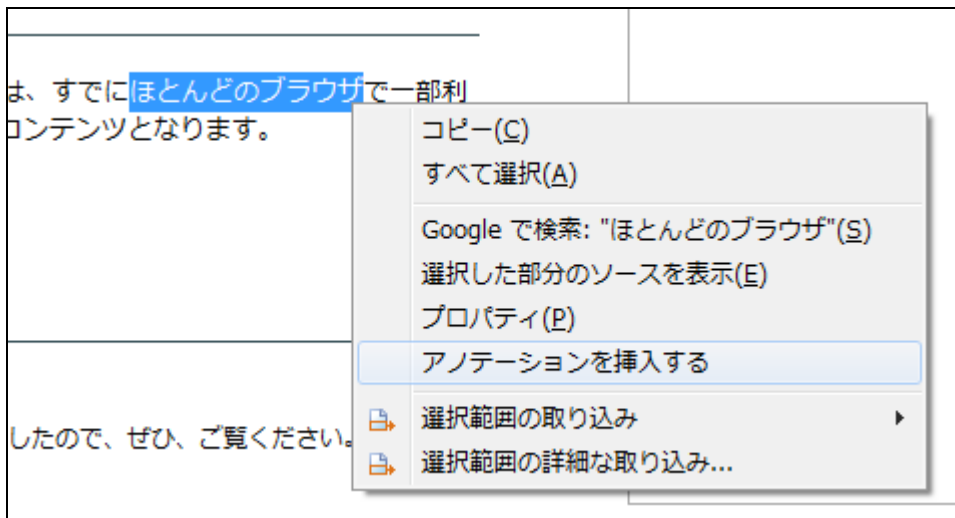 は、すでにほとんどのブラウザで一部利
コンテンツとなります。
コピー(C)
すべて選択(A)
Google で検索: "ほとんどのブラウザ"(S)
選択した部分のソースを表示(E)
プロパティ(P)
アノテーションを挿入する
選択範囲の取り込み
したので、ぜひ、ご覧ください。
選択範囲の詳細な取り込み...